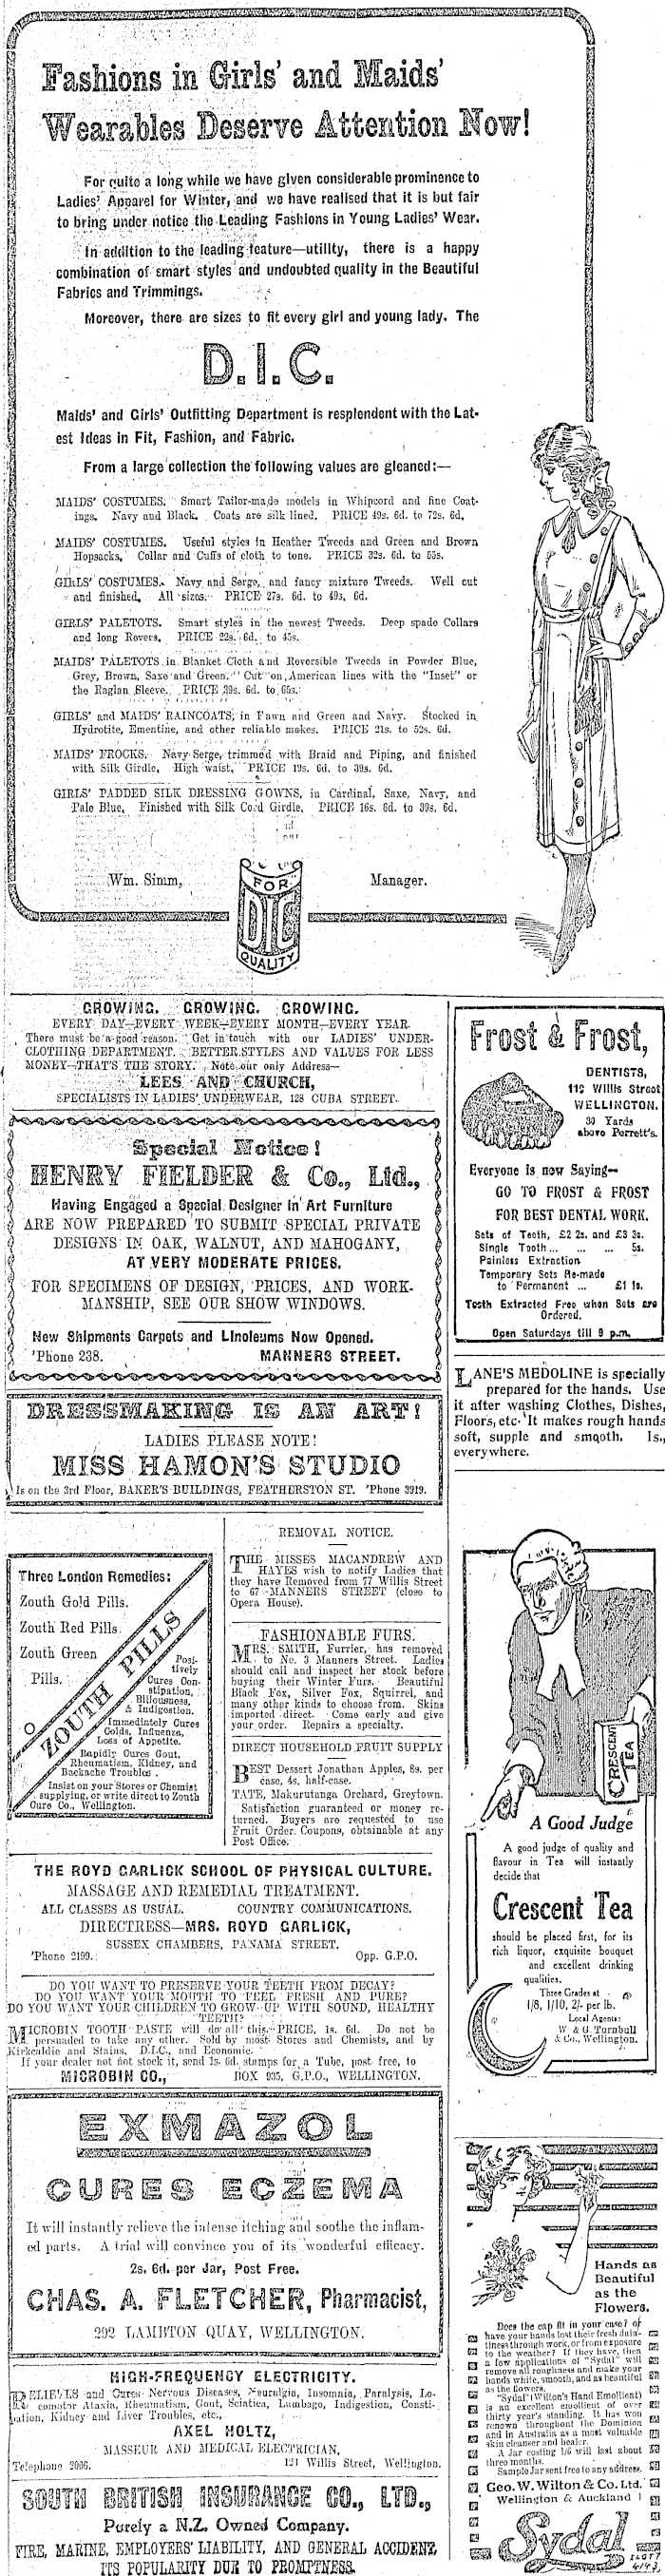 Fashions in Girls' and Maids'
Wearables Deserve Attention Now!
For quite a long while we have given considerable prominence to
Ladies' Apparel for Winter, and we have realised that it is but fair
to bring under notice the Leading Fashions in Young Ladies' Wear.
In addition to the leading feature—utility, there is a happy
combination of smart styles and undoubted quality in the Beautiful
Fabrics and Trimmings.
Moreover, there are sizes to fit every girl and young lady. The
D.I.C.
Maids' and Girls' Outfitting Department is resplendent with the Lat-
est Ideas in Fit, Fashion, and Fabric.
From a large collection the following values are gleaned:—
MAIDS' COSTUMES. Smart Tailor-made models in Whipcord and fine Coat-
ings. Navy and Black. Coats are silk lined. PRICE 49s. 6d. to 72s. 6d.
MAIDS' COSTUMES. Useful styles in Heather Tweeds and Green and Brown
Hopsacks. Collar and Cuffs of cloth to tone. PRICE 32s. 6d. to 55s.
GIRLS' COSTUMES. Navy and Serge, and fancy mixture Tweeds. Well cut
and finished. All sizes. PRICE 27s. 6d. to 49s. 6d.
GIRLS' PALETOTS. Smart styles in the newest Tweeds. Deep spade Collars
and long Revers. PRICE 22s. 6d. to 45s.
MAIDS' PALETOTS in Blanket Cloth and Reversible Tweeds in Powder Blue,
Grey, Brown, Saxe and Green. Cut on American lines with the "Inset" or
the Raglan Sleeve. PRICE 39s. 6d. to 65s.
GIRLS' and MAIDS' RAINCOATS, in Fawn and Green and Navy. Stocked in
Hydrotite, Ementine, and other reliable makes. PRICE 21s. to 52s. 6d.
MAIDS' FROCKS. Navy Serge, trimmed with Braid and Piping, and finished
with Silk Girdle. High waist. PRICE 19s. 6d. to 39s. 6d.
GIRLS' PADDED SILK DRESSING GOWNS, in Cardinal, Saxe, Navy, and
Pale Blue. Finished with Silk Cord Girdle. PRICE 16s. 6d. to 39s. 6d.
Wm. Simm, Manager.
FOR
DIC
QUALITY
GROWING. GROWING. GROWING.
EVERY DAY—EVERY WEEK—EVERY MONTH—EVERY YEAR.
There must be a good reason. Get in touch with our LADIES' UNDER-
CLOTHING DEPARTMENT. BETTER STYLES AND VALUES FOR LESS
MONEY—THAT'S THE STORY. Note our only Address—
LEES AND CHURCH,
SPECIALISTS IN LADIES' UNDERWEAR, 128 CUBA STREET.
Special Notice!
HENRY FIELDER & Co., Ltd.,
Having Engaged a Special Designer in Art Furniture
ARE NOW PREPARED TO SUBMIT SPECIAL PRIVATE
DESIGNS IN OAK, WALNUT, AND MAHOGANY,
AT VERY MODERATE PRICES.
FOR SPECIMENS OF DESIGN, PRICES, AND WORK-
MANSHIP, SEE OUR SHOW WINDOWS.
New Shipments Carpets and Linoleums Now Opened.
'Phone 238. MANNERS STREET.
DRESSMAKING IS AN ART!
LADIES PLEASE NOTE!
MISS HAMON'S STUDIO
Is on the 3rd Floor, BAKER'S BUILDINGS, FEATHERSTON ST. 'Phone 3919.
Three London Remedies:
Zouth Gold Pills.
Zouth Red Pills.
Zouth Green
Pills.
ZOUTH PILLS
Posi-
tively
Cures Con-
stipation,
Biliousness,
& Indigestion.
Immediately Cures
Colds, Influenza,
Loss of Appetite.
Rapidly Cures Gout,
Rheumatism, Kidney, and
Backache Troubles.
Insist on your Stores or Chemist
supplying, or write direct to Zouth
Cure Co., Wellington.
REMOVAL NOTICE.
THE MISSES MACANDREW AND
HAYES wish to notify Ladies that
they have Removed from 77 Willis Street
to 67 MANNERS STREET (close to
Opera House).
FASHIONABLE FURS.
MRS. SMITH, Furrier, has removed
to No. 3 Manners Street. Ladies
should call and inspect her stock before
buying their Winter Furs. Beautiful
Black Fox, Silver Fox, Squirrel, and
many other kinds to choose from. Skins
imported direct. Come early and give
your order. Repairs a specialty.
DIRECT HOUSEHOLD FRUIT SUPPLY
BEST Dessert Jonathan Apples, 8s. per
case, 4s. half-case.
TATE, Makurutanga Orchard, Greytown.
Satisfaction guaranteed or money re-
turned. Buyers are requested to use
Fruit Order Coupons, obtainable at any
Post Office.
THE ROYD GARLICK SCHOOL OF PHYSICAL CULTURE.
MASSAGE AND REMEDIAL TREATMENT.
ALL CLASSES AS USUAL. COUNTRY COMMUNICATIONS.
DIRECTRESS—MRS. ROYD GARLICK,
SUSSEX CHAMBERS, PANAMA STREET.
'Phone 2199. Opp. G.P.O.
DO YOU WANT TO PRESERVE YOUR TEETH FROM DECAY?
DO YOU WANT YOUR MOUTH TO FEEL FRESH AND PURE?
DO YOU WANT YOUR CHILDREN TO GROW UP WITH SOUND, HEALTHY
TEETH?
MICROBIN TOOTH PASTE will do all this. PRICE, 1s. 6d. Do not be
persuaded to take any other. Sold by most Stores and Chemists, and by
Kirkcaldie and Stains, D.I.C., and Economic.
If your dealer not not stock it, send 1s. 6d. stamps for a Tube, post free, to
MICROBIN CO., BOX 935, G.P.O., WELLINGTON.
EXMAZOL
CURES ECZEMA
It will instantly relieve the intense itching and soothe the inflam-
ed parts. A trial will convince you of its wonderful efficacy.
2s. 6d. per Jar, Post Free.
CHAS. A. FLETCHER, Pharmacist,
292 LAMBTON QUAY, WELLINGTON.
HIGH-FREQUENCY ELECTRICITY.
RELIEVES and Cures Nervous Diseases, Neuralgia, Insomnia, Paralysis, Lo-
comotor Ataxia, Rheumatism, Gout, Sciatica, Lumbago, Indigestion, Consti-
pation, Kidney and Liver Troubles, etc.,
AXEL HOLTZ,
MASSEUR AND MEDICAL ELECTRICIAN,
Telephone 2006. 121 Willis Street, Wellington.
SOUTH BRITISH INSURANCE CO., LTD.,
Purely a N.Z. Owned Company.
FIRE, MARINE, EMPLOYERS' LIABILITY, AND GENERAL ACCIDENT
ITS POPULARITY DUE TO PROMPTNESS.
Frost & Frost,
DENTISTS,
119 Willis Street
WELLINGTON.
30 Yards
above Perrett's.
Everyone is now Saying—
GO TO FROST & FROST
FOR BEST DENTAL WORK.
Sets of Teeth, £2 2s. and £3 3s.
Single Tooth ... ... ... 5s.
Painless Extraction
Temporary Sets Re-made
to Permanent ... £1 1s.
Teeth Extracted Free when Sets are
Ordered.
Open Saturdays till 9 p.m.
LANE'S MEDOLINE is specially
prepared for the hands. Use
it after washing Clothes, Dishes,
Floors, etc. It makes rough hands
soft, supple and smooth. 1s.,
everywhere.
CRESCENT
TEA
A Good Judge
A good judge of quality and
flavour in Tea will instantly
decide that
Crescent Tea
should be placed first, for its
rich liquor, exquisite bouquet
and excellent drinking
qualities.
Three Grades at
1/8, 1/10, 2/- per lb.
Local Agents:
W. & G. Turnbull
& Co., Wellington.
Hands as
Beautiful
as the
Flowers.
Does the cap fit in your case? of
have your hands lost their fresh dain-
tiness through work, or from exposure
to the weather? If they have, then
a few applications of "Sydal" will
remove all roughness and make your
hands white, smooth, and as beautiful
as the flowers.
"Sydal" (Wilton's Hand Emollient)
is an excellent emollient of over
thirty year's standing. It has won
renown throughout the Dominion
and in Australia as a most valuable
skin cleanser and healer.
A Jar costing 1/6 will last about
three months.
Sample Jar sent free to any address.
Geo. W. Wilton & Co. Ltd.
Wellington & Auckland
Sydal